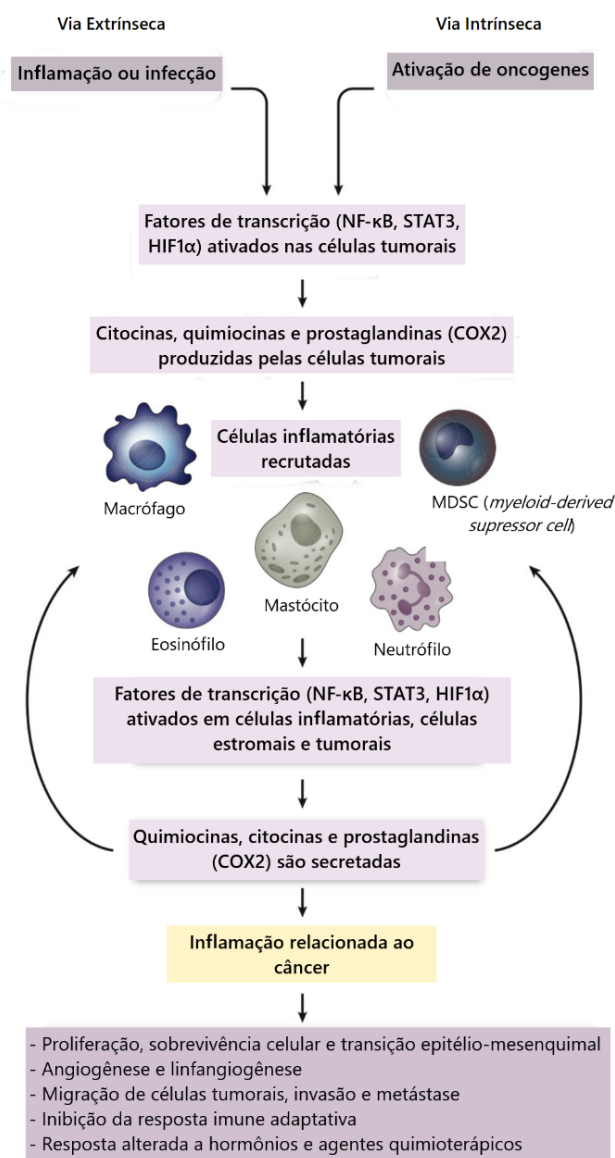 Via Extrínseca
Via Intrínseca
Inflamação ou infecção
Ativação de oncogenes
Fatores de transcrição (NF-κB, STAT3,
HIF1α) ativados nas células tumorais
Citocinas, quimiocinas e prostaglandinas (COX2)
produzidas pelas células tumorais
Células inflamatórias
recrutadas
Macrófago
MDSC (myeloid-derived
supressor cell)
Mastócito
Eosinófilo
Neutrófilo
Fatores de transcrição (NF-κB, STAT3, HIF1α)
ativados em células inflamatórias, células
estromais e tumorais
Quimiocinas, citocinas e prostaglandinas
(COX2) são secretadas
Inflamação relacionada ao
câncer
- Proliferação, sobrevivência celular e transição epitélio-mesenquimal
- Angiogênese e linfangiogênese
- Migração de células tumorais, invasão e metástase
- Inibição da resposta imune adaptativa
- Resposta alterada a hormônios e agentes quimioterápicos